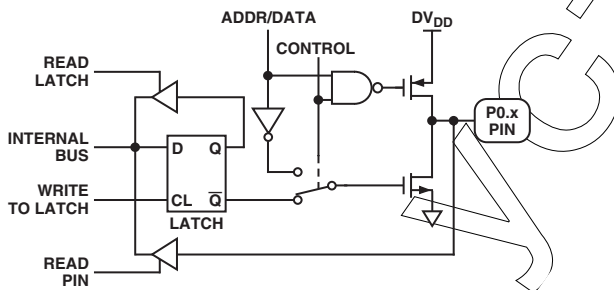 ADDR/DATA
DVDD
CONTROL
READ
LATCH
P0.x
PIN
INTERNAL
BUS
D Q
WRITE
TO LATCH
CL Q̅
LATCH
READ
PIN